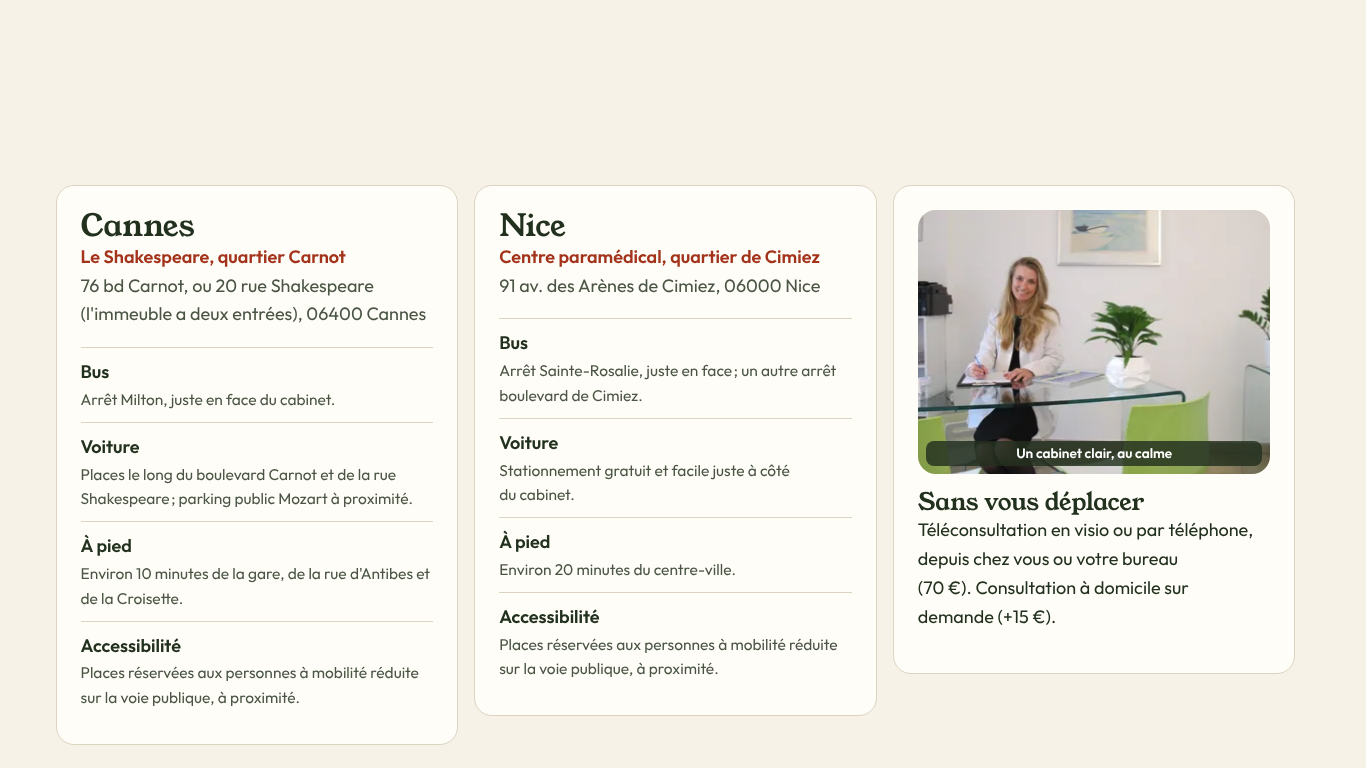 Cannes
Le Shakespeare, quartier Carnot
76 bd Carnot, ou 20 rue Shakespeare
(l'immeuble a deux entrées), 06400 Cannes
Bus
Arrêt Milton, juste en face du cabinet.
Voiture
Places le long du boulevard Carnot et de la rue
Shakespeare ; parking public Mozart à proximité.
À pied
Environ 10 minutes de la gare, de la rue d'Antibes et
de la Croisette.
Accessibilité
Places réservées aux personnes à mobilité réduite
sur la voie publique, à proximité.
Nice
Centre paramédical, quartier de Cimiez
91 av. des Arènes de Cimiez, 06000 Nice
Bus
Arrêt Sainte-Rosalie, juste en face ; un autre arrêt
boulevard de Cimiez.
Voiture
Stationnement gratuit et facile juste à côté
du cabinet.
À pied
Environ 20 minutes du centre-ville.
Accessibilité
Places réservées aux personnes à mobilité réduite
sur la voie publique, à proximité.
Un cabinet clair, au calme
Sans vous déplacer
Téléconsultation en visio ou par téléphone,
depuis chez vous ou votre bureau
(70 €). Consultation à domicile sur
demande (+15 €).